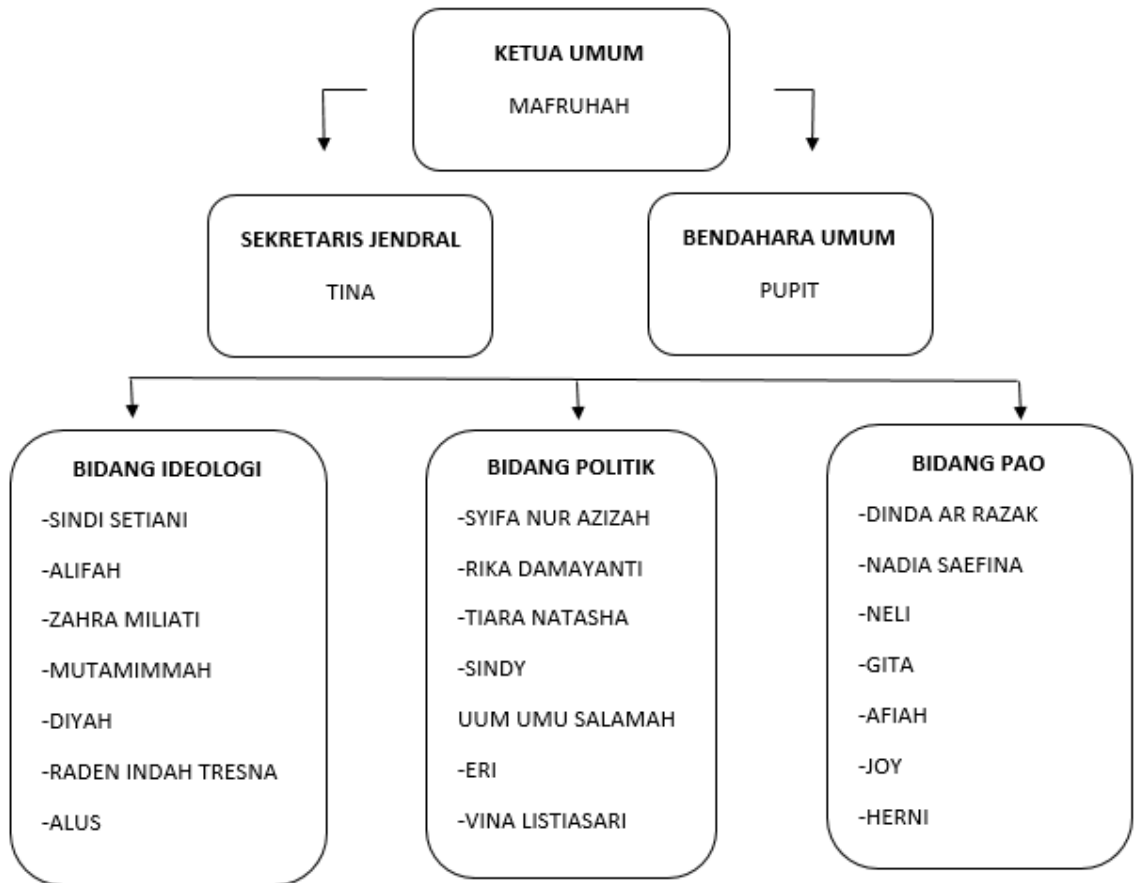 KETUA UMUM
MAFRUHAH
SEKRETARIS JENDRAL
TINA
BENDAHARA UMUM
PUPIT
BIDANG IDEOLOGI
-SINDI SETIANI
-ALIFAH
-ZAHRA MILIATI
-MUTAMIMMAH
-DIYAH
-RADEN INDAH TRESNA
-ALUS
BIDANG POLITIK
-SYIFA NUR AZIZAH
-RIKA DAMAYANTI
-TIARA NATASHA
-SINDY
UUM UMU SALAMAH
-ERI
-VINA LISTIASARI
BIDANG PAO
-DINDA AR RAZAK
-NADIA SAEFINA
-NELI
-GITA
-AFIAH
-JOY
-HERNI